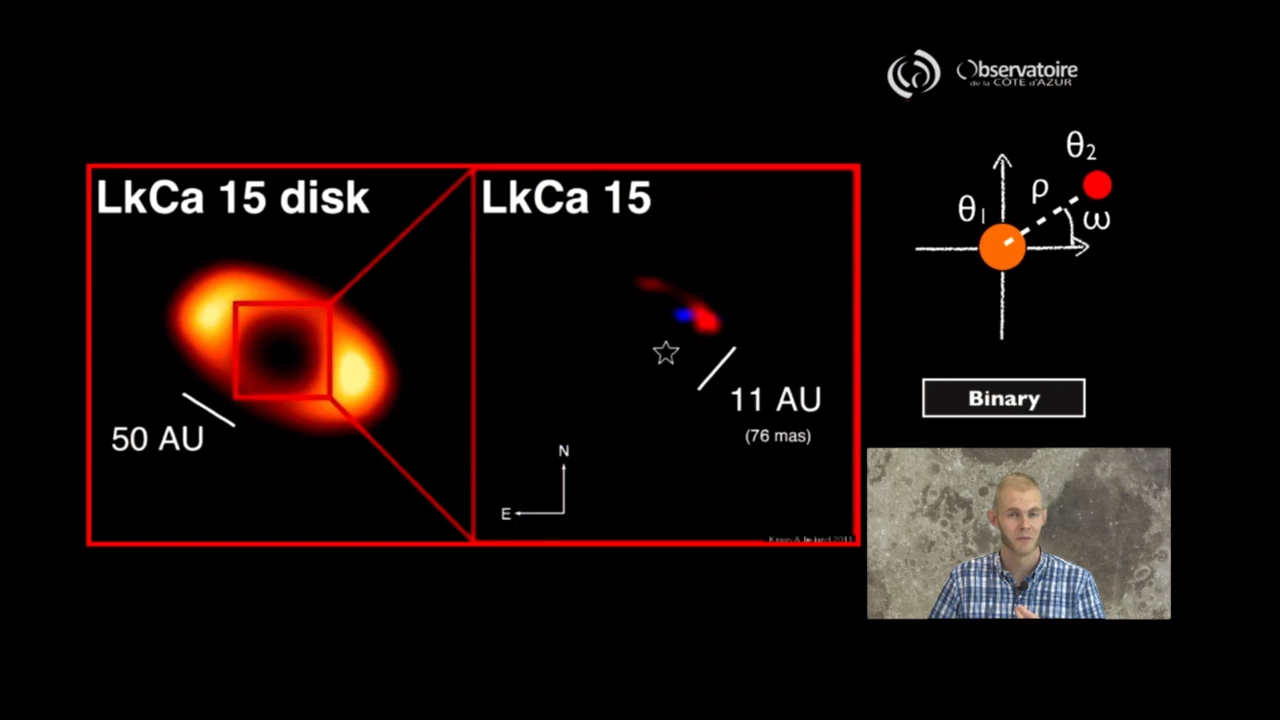 Observatoire
de la CÔTE d'AZUR
LkCa 15 disk
LkCa 15
50 AU
11 AU
(76 mas)
N
E
θ₂
ρ
θ₁
ω
Binary